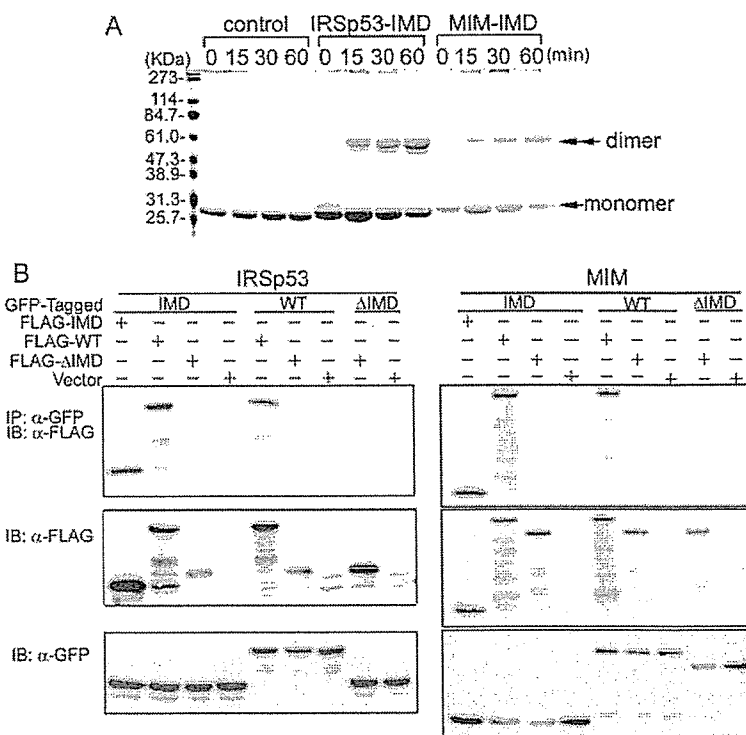 A
control IRSp53-IMD MIM-IMD
(KDa) 0 15 30 60 0 15 30 60 0 15 30 60 (min)
273-
114-
84.7-
61.0-
dimer
47.3-
38.9-
31.3-
monomer
25.7-
B
IRSp53 MIM
GFP-Tagged IMD WT ΔIMD IMD WT ΔIMD
FLAG-IMD + - - - - - - - - + - - - - - - - -
FLAG-WT - + - - + - - - - - + - - + - - - -
FLAG-ΔIMD - - + - - + - + - - - + - - + - + -
Vector - - - + - - + - + - - - + - - + - +
IP: α-GFP
IB: α-FLAG
IB: α-FLAG
IB: α-GFP